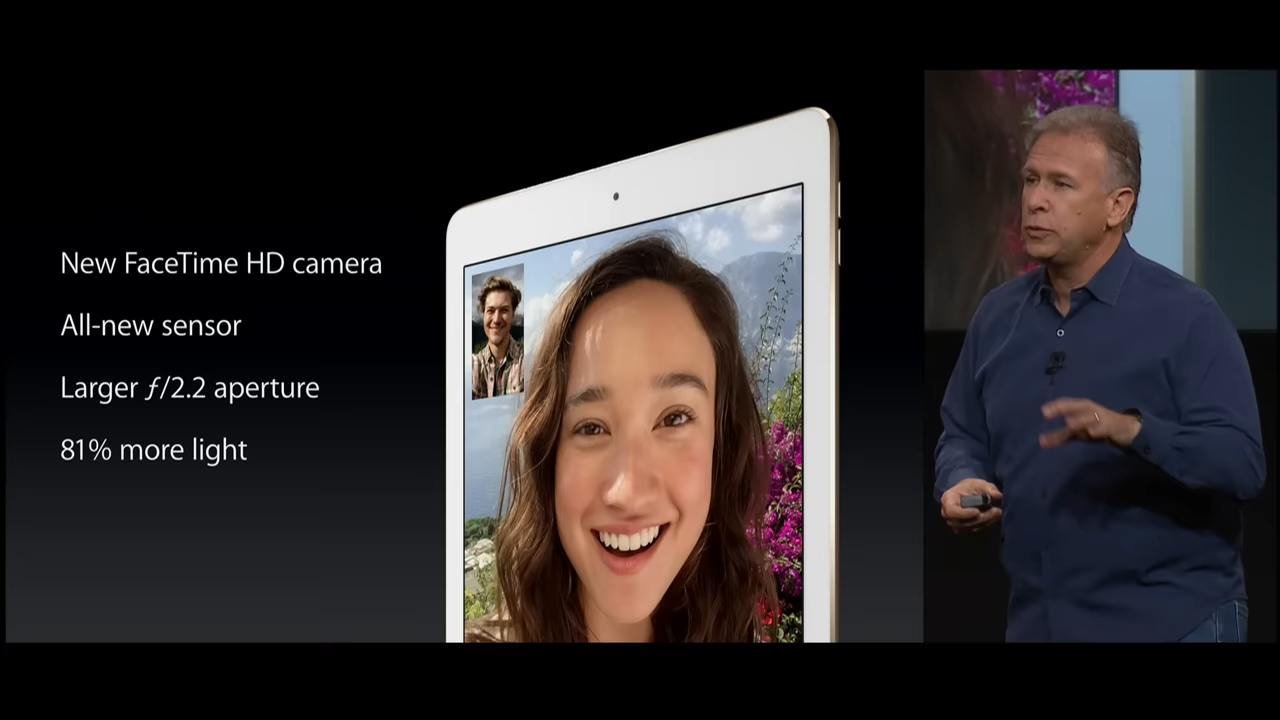 New FaceTime HD camera
All-new sensor
Larger ƒ/2.2 aperture
81% more light